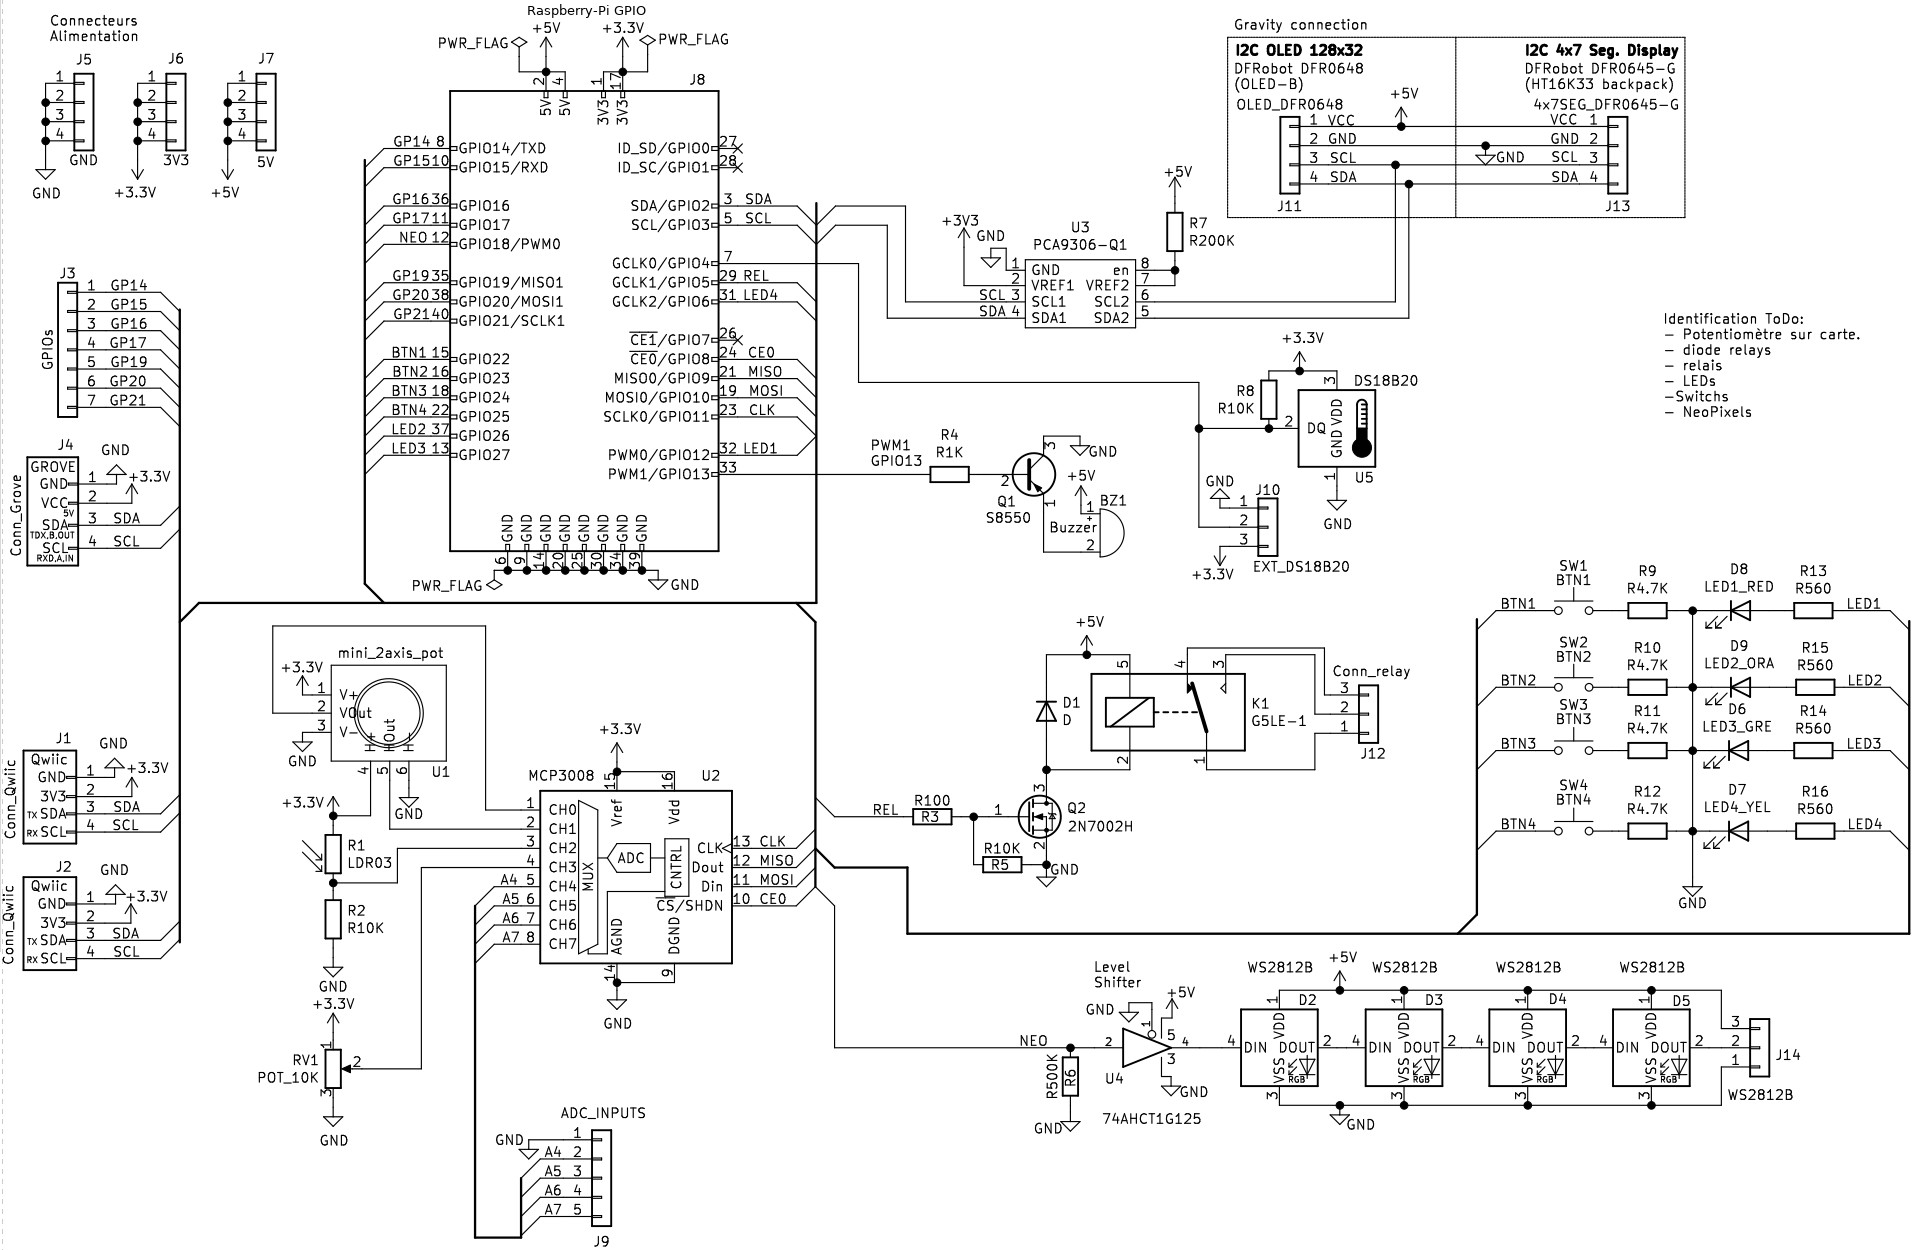 Raspberry-Pi GPIO
Connecteurs
Alimentation
J5
1
2
3
4
GND
GND
J6
1
2
3
4
3V3
+3.3V
J7
1
2
3
4
5V
+5V
PWR_FLAG
+5V
+3.3V
PWR_FLAG
J8
2
4
1
17
5V
5V
3V3
3V3
GP14 8 GPIO14/TXD
GP15 10 GPIO15/RXD
GP16 36 GPIO16
GP17 11 GPIO17
NEO 12 GPIO18/PWM0
GP19 35 GPIO19/MISO1
GP20 38 GPIO20/MOSI1
GP21 40 GPIO21/SCLK1
BTN1 15 GPIO22
BTN2 16 GPIO23
BTN3 18 GPIO24
BTN4 22 GPIO25
LED2 37 GPIO26
LED3 13 GPIO27
ID_SD/GPIO0 27
ID_SC/GPIO1 28
SDA/GPIO2 3 SDA
SCL/GPIO3 5 SCL
GCLK0/GPIO4 7
GCLK1/GPIO5 29 REL
GCLK2/GPIO6 31 LED4
CE1/GPIO7 26
CE0/GPIO8 24 CE0
MISO0/GPIO9 21 MISO
MOSI0/GPIO10 19 MOSI
SCLK0/GPIO11 23 CLK
PWM0/GPIO12 32 LED1
PWM1/GPIO13 33
GND GND GND GND GND GND GND GND
6 9 14 20 25 30 34 39
PWR_FLAG
GND
Gravity connection
I2C OLED 128x32
DFRobot DFR0648
(OLED-B)
OLED_DFR0648
1 VCC
2 GND
3 SCL
4 SDA
J11
+5V
GND
I2C 4x7 Seg. Display
DFRobot DFR0645-G
(HT16K33 backpack)
4x7SEG_DFR0645-G
VCC 1
GND 2
SCL 3
SDA 4
J13
+3V3
GND
U3
PCA9306-Q1
1 GND
2 VREF1
SCL 3 SCL1
SDA 4 SDA1
en 8
VREF2 7
SCL2 6
SDA2 5
+5V
R7
R200K
Identification ToDo:
- Potentiomètre sur carte.
- diode relays
- relais
- LEDs
-Switchs
- NeoPixels
+3.3V
R8
R10K
DS18B20
3
2
DQ
GND
VDD
1
U5
GND
J10
GND
1
2
3
+3.3V
EXT_DS18B20
PWM1
GPIO13
R4
R1K
2
3
1
Q1
S8550
GND
+5V
BZ1
1
+
Buzzer
2
J3
GPIOs
1 GP14
2 GP15
3 GP16
4 GP17
5 GP19
6 GP20
7 GP21
J4
Conn_Grove
GROVE
GND 1
GND
VCC 2
+3.3V
5V
SDA 3 SDA
TDX,B,OUT
SCL 4 SCL
RXD,A,IN
J1
Conn_Qwiic
Qwiic
GND 1
GND
3V3 2
+3.3V
TX SDA 3 SDA
RX SCL 4 SCL
J2
Conn_Qwiic
Qwiic
GND 1
GND
3V3 2
+3.3V
TX SDA 3 SDA
RX SCL 4 SCL
mini_2axis_pot
+3.3V
1 V+
2 VOut
3 V-
GND
H+
HOut
H-
4 5 6
U1
GND
+3.3V
R1
LDR03
R2
R10K
GND
+3.3V
1
RV1
POT_10K
2
3
GND
MCP3008
+3.3V
U2
15
16
Vref
Vdd
1 CH0
2 CH1
3 CH2
4 CH3
A4 5 CH4
A5 6 CH5
A6 7 CH6
A7 8 CH7
MUX
ADC
CNTRL
CLK 13 CLK
Dout 12 MISO
Din 11 MOSI
CS/SHDN 10 CE0
AGND
DGND
14
9
GND
ADC_INPUTS
GND
1
A4 2
A5 3
A6 4
A7 5
J9
+5V
D1
D
5
4
3
2
1
K1
G5LE-1
Conn_relay
3
2
1
J12
REL
R100
R3
1
3
2
Q2
2N7002H
R10K
R5
GND
SW1
BTN1
BTN1
R9
R4.7K
D8
LED1_RED
R13
R560
LED1
SW2
BTN2
BTN2
R10
R4.7K
D9
LED2_ORA
R15
R560
LED2
SW3
BTN3
BTN3
R11
R4.7K
D6
LED3_GRE
R14
R560
LED3
SW4
BTN4
BTN4
R12
R4.7K
D7
LED4_YEL
R16
R560
LED4
GND
NEO
R500K
R6
GND
Level
Shifter
GND
+5V
1
5
2
4
3
U4
GND
74AHCT1G125
+5V
WS2812B
D2
1
VDD
4 DIN
DOUT 2
VSS
RGB
3
WS2812B
D3
1
VDD
4 DIN
DOUT 2
VSS
RGB
3
WS2812B
D4
1
VDD
4 DIN
DOUT 2
VSS
RGB
3
WS2812B
D5
1
VDD
4 DIN
DOUT 2
VSS
RGB
3
GND
3
2
1
J14
WS2812B